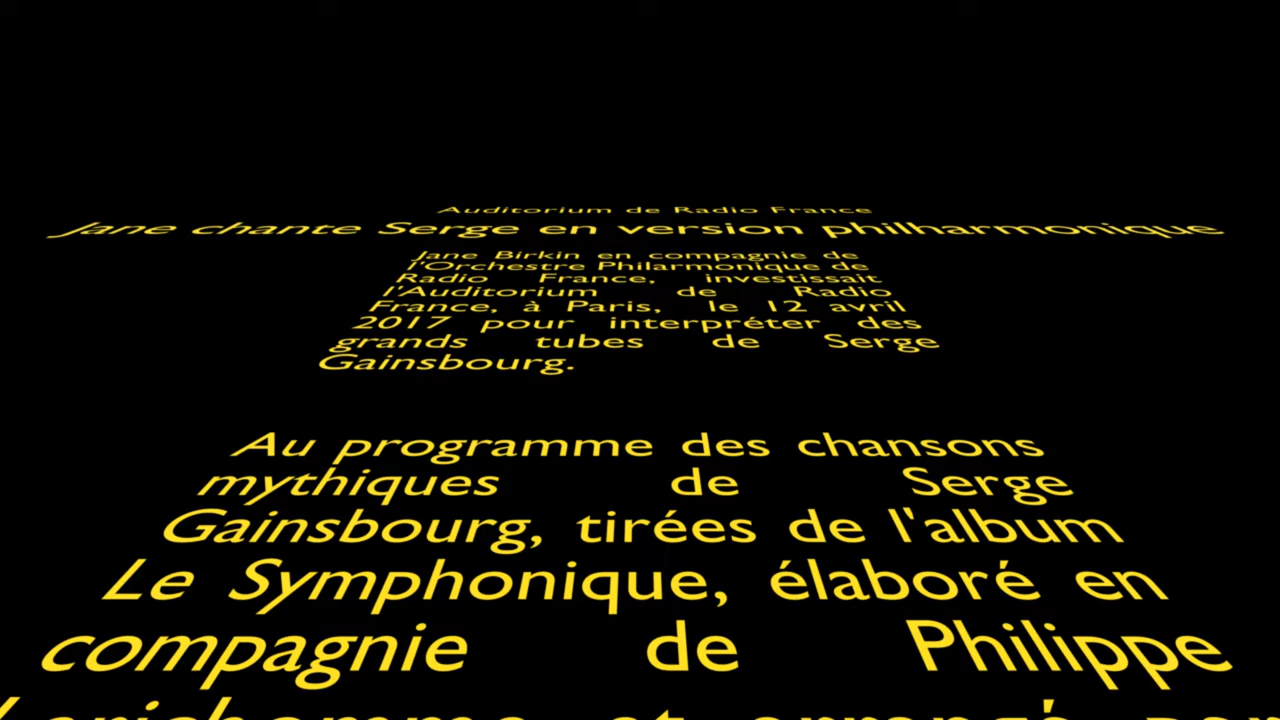 Auditorium de Radio France
Jane chante Serge en version philharmonique
Jane Birkin en compagnie de
l'Orchestre Philarmonique de
Radio France, investissait
l'Auditorium de Radio
France, à Paris, le 12 avril
2017 pour interpréter des
grands tubes de Serge
Gainsbourg.
Au programme des chansons
mythiques de Serge
Gainsbourg, tirées de l'album
Le Symphonique, élaboré en
compagnie de Philippe
et